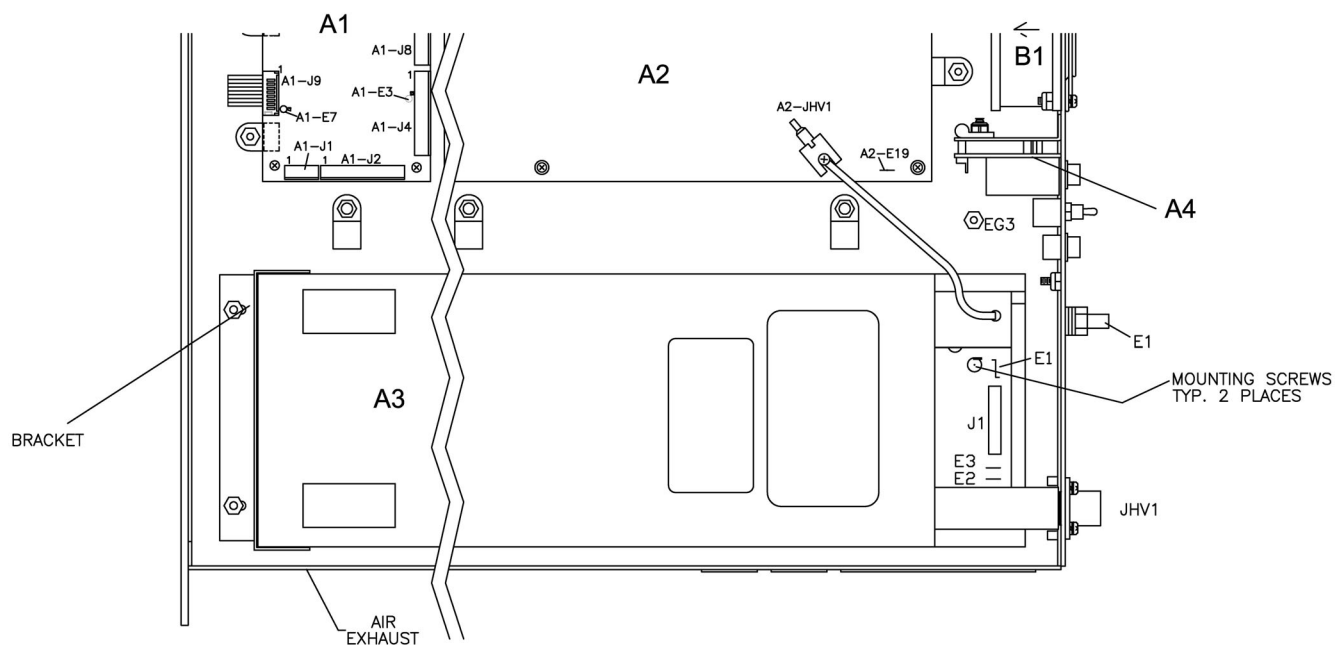 A1
B1
A1-J8
A2
1
A1-J9
1
A1-E3
A2-JHV1
A1-E7
A1-J4
A1-J1
A2-E19
1
1
A1-J2
A4
EG3
E1
E1
MOUNTING SCREWS
TYP. 2 PLACES
A3
J1
BRACKET
E3
E2
JHV1
AIR
EXHAUST